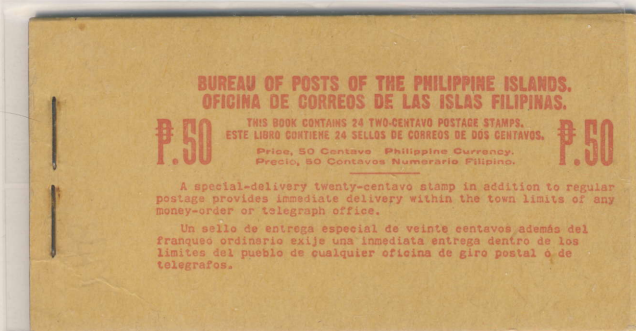 BUREAU OF POSTS OF THE PHILIPPINE ISLANDS.
OFICINA DE CORREOS DE LAS ISLAS FILIPINAS.
₱.50
THIS BOOK CONTAINS 24 TWO-CENTAVO POSTAGE STAMPS.
ESTE LIBRO CONTIENE 24 SELLOS DE CORREOS DE DOS CENTAVOS.
Price, 50 Centavo Philippine Currency.
Precio, 50 Centavos Numerario Filipino.
₱.50
A special-delivery twenty-centavo stamp in addition to regular
postage provides immediate delivery within the town limits of any
money-order or telegraph office.
Un sello de entrega especial de veinte centavos además del
franqueo ordinario exije una inmediata entrega dentro de los
límites del pueblo de cualquier oficina de giro postal ó de
telegrafos.